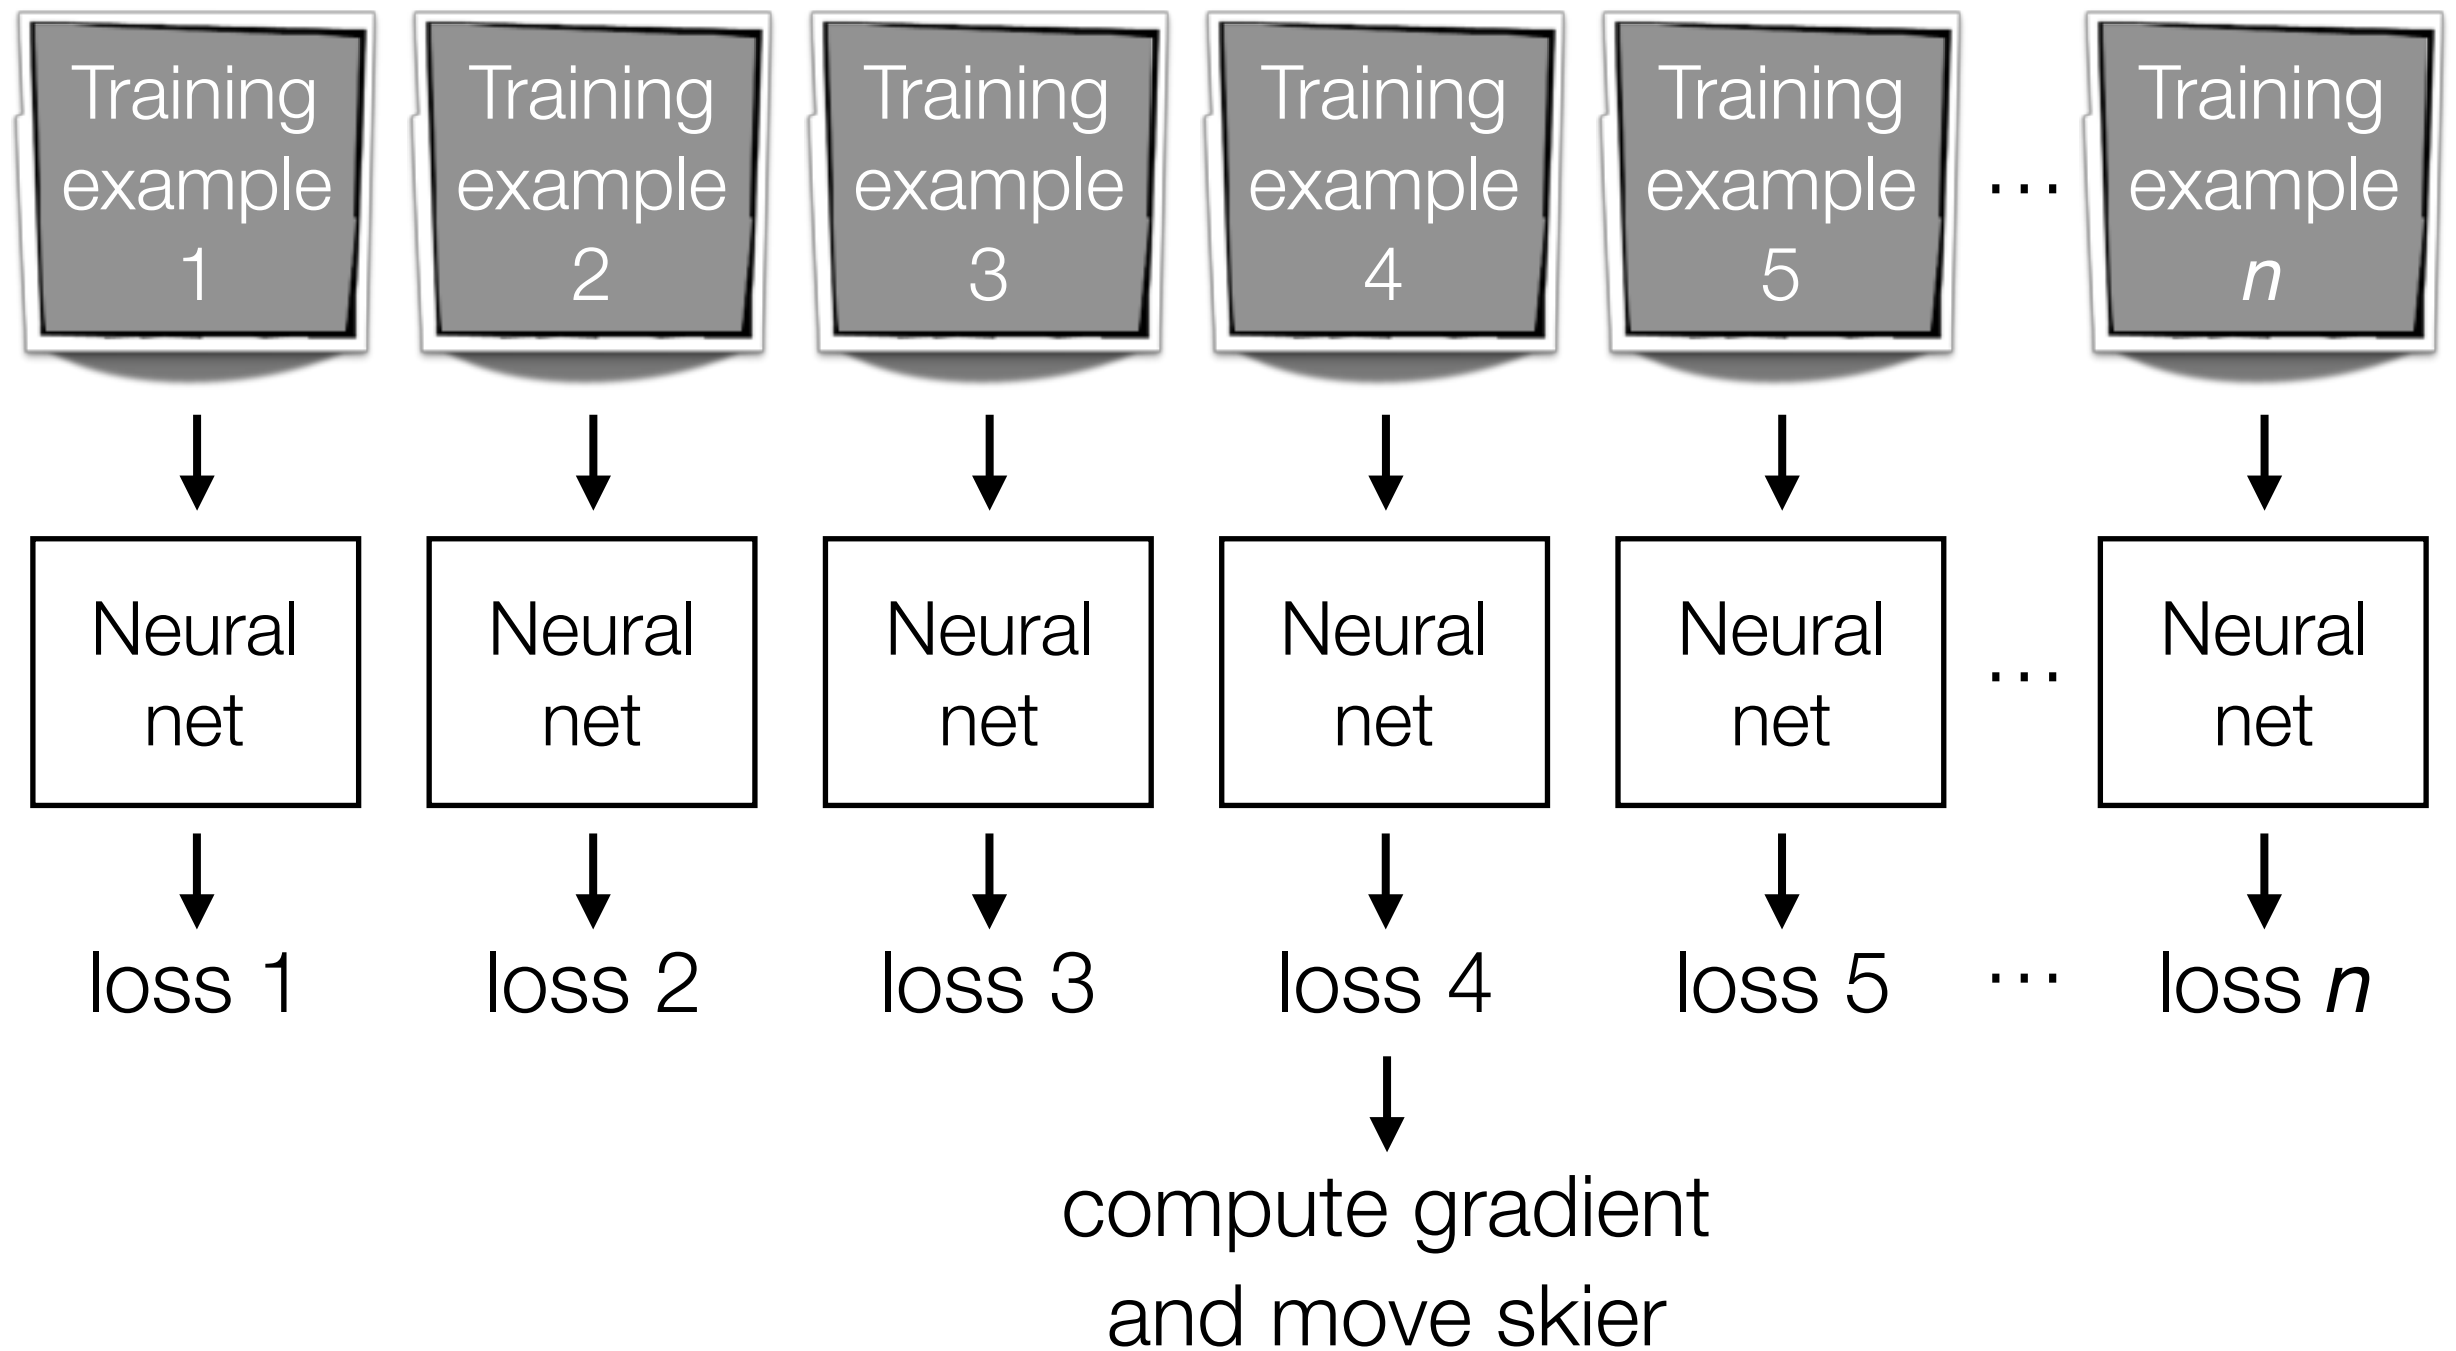 Training
example
1
Training
example
2
Training
example
3
Training
example
4
Training
example
5
...
Training
example
n
Neural
net
Neural
net
Neural
net
Neural
net
Neural
net
...
Neural
net
loss 1
loss 2
loss 3
loss 4
loss 5
...
loss n
compute gradient
and move skier